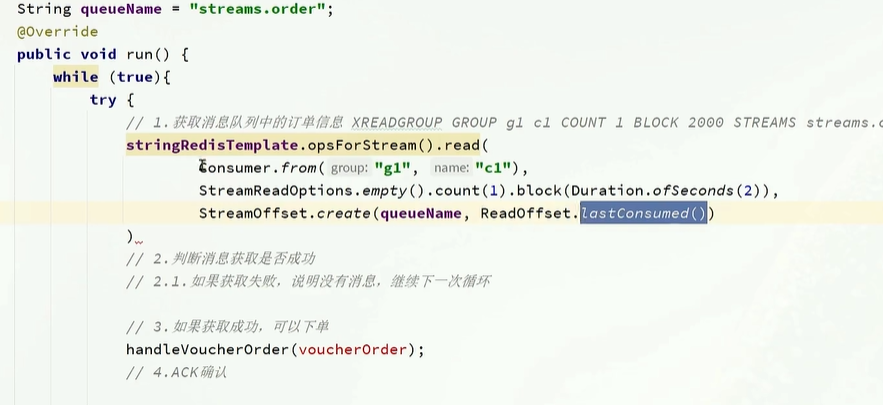 String queueName = "streams.order";
@Override
public void run() {
while (true){
try {
// 1.获取消息队列中的订单信息 XREADGROUP GROUP g1 c1 COUNT 1 BLOCK 2000 STREAMS streams.
stringRedisTemplate.opsForStream().read(
Consumer.from( group: "g1", name: "c1"),
StreamReadOptions.empty().count(1).block(Duration.ofSeconds(2)),
StreamOffset.create(queueName, ReadOffset.lastConsumed())
)
// 2.判断消息获取是否成功
// 2.1.如果获取失败，说明没有消息，继续下一次循环
// 3.如果获取成功，可以下单
handleVoucherOrder(voucherOrder);
// 4.ACK确认